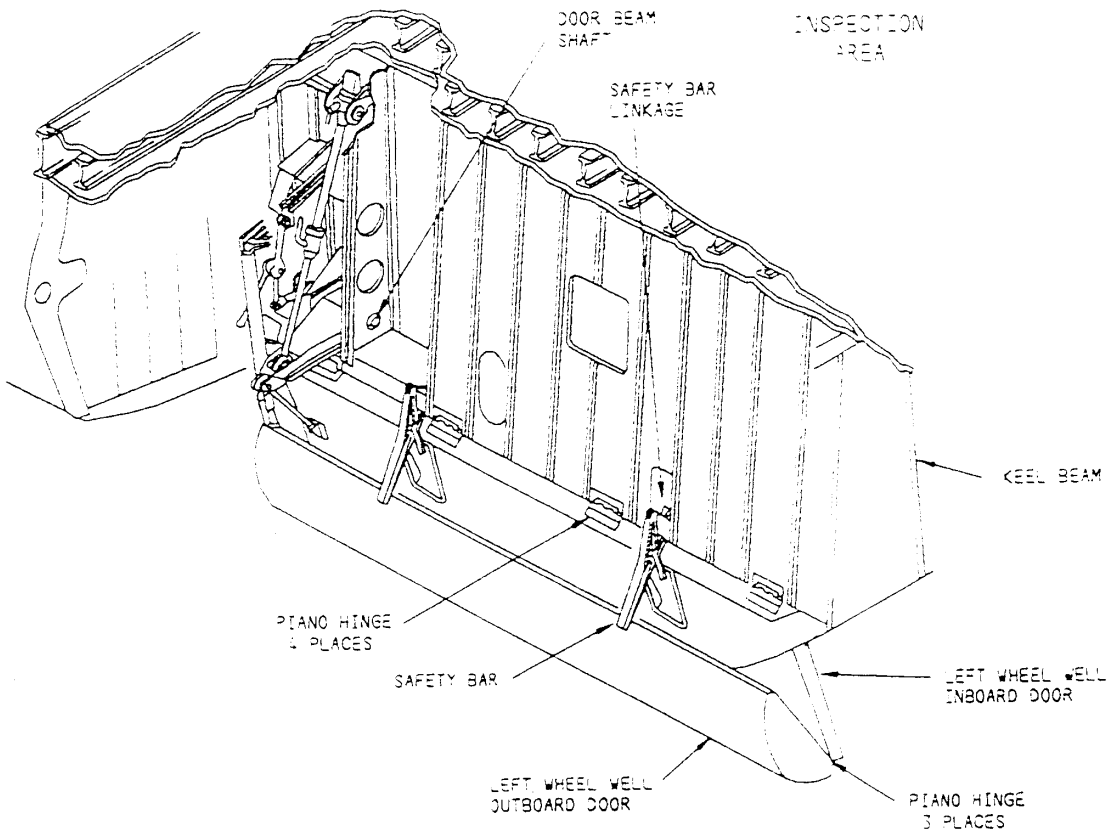 DOOR BEAM
SHAFT
INSPECTION
AREA
SAFETY BAR
LINKAGE
KEEL BEAM
PIANO HINGE
4 PLACES
SAFETY BAR
LEFT WHEEL WELL
INBOARD DOOR
LEFT WHEEL WELL
OUTBOARD DOOR
PIANO HINGE
3 PLACES